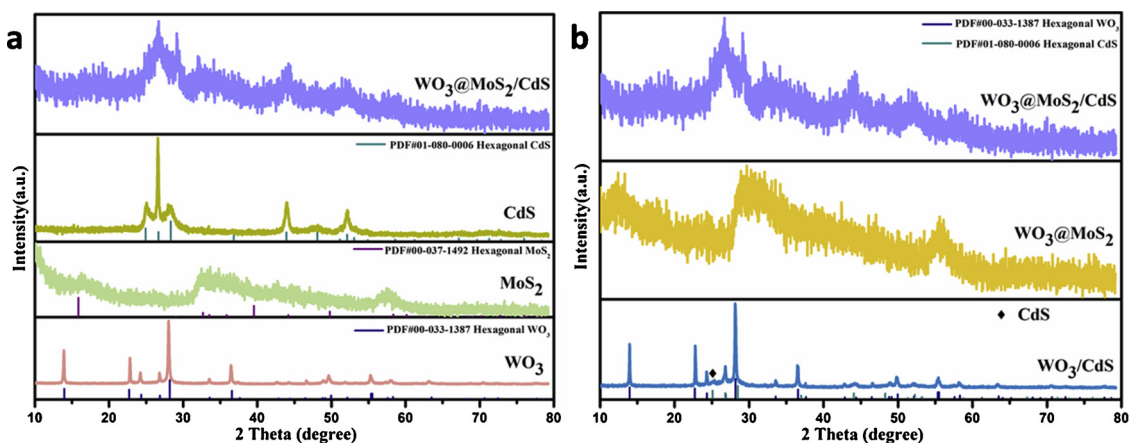 a
WO3@MoS2/CdS
PDF#01-080-0006 Hexagonal CdS
CdS
PDF#00-037-1492 Hexagonal MoS2
MoS2
PDF#00-033-1387 Hexagonal WO3
WO3
Intensity(a.u.)
10 20 30 40 50 60 70 80
2 Theta (degree)
b
PDF#00-033-1387 Hexagonal WO3
PDF#01-080-0006 Hexagonal CdS
WO3@MoS2/CdS
WO3@MoS2
♦ CdS
WO3/CdS
Intensity(a.u.)
10 20 30 40 50 60 70 80
2 Theta (degree)